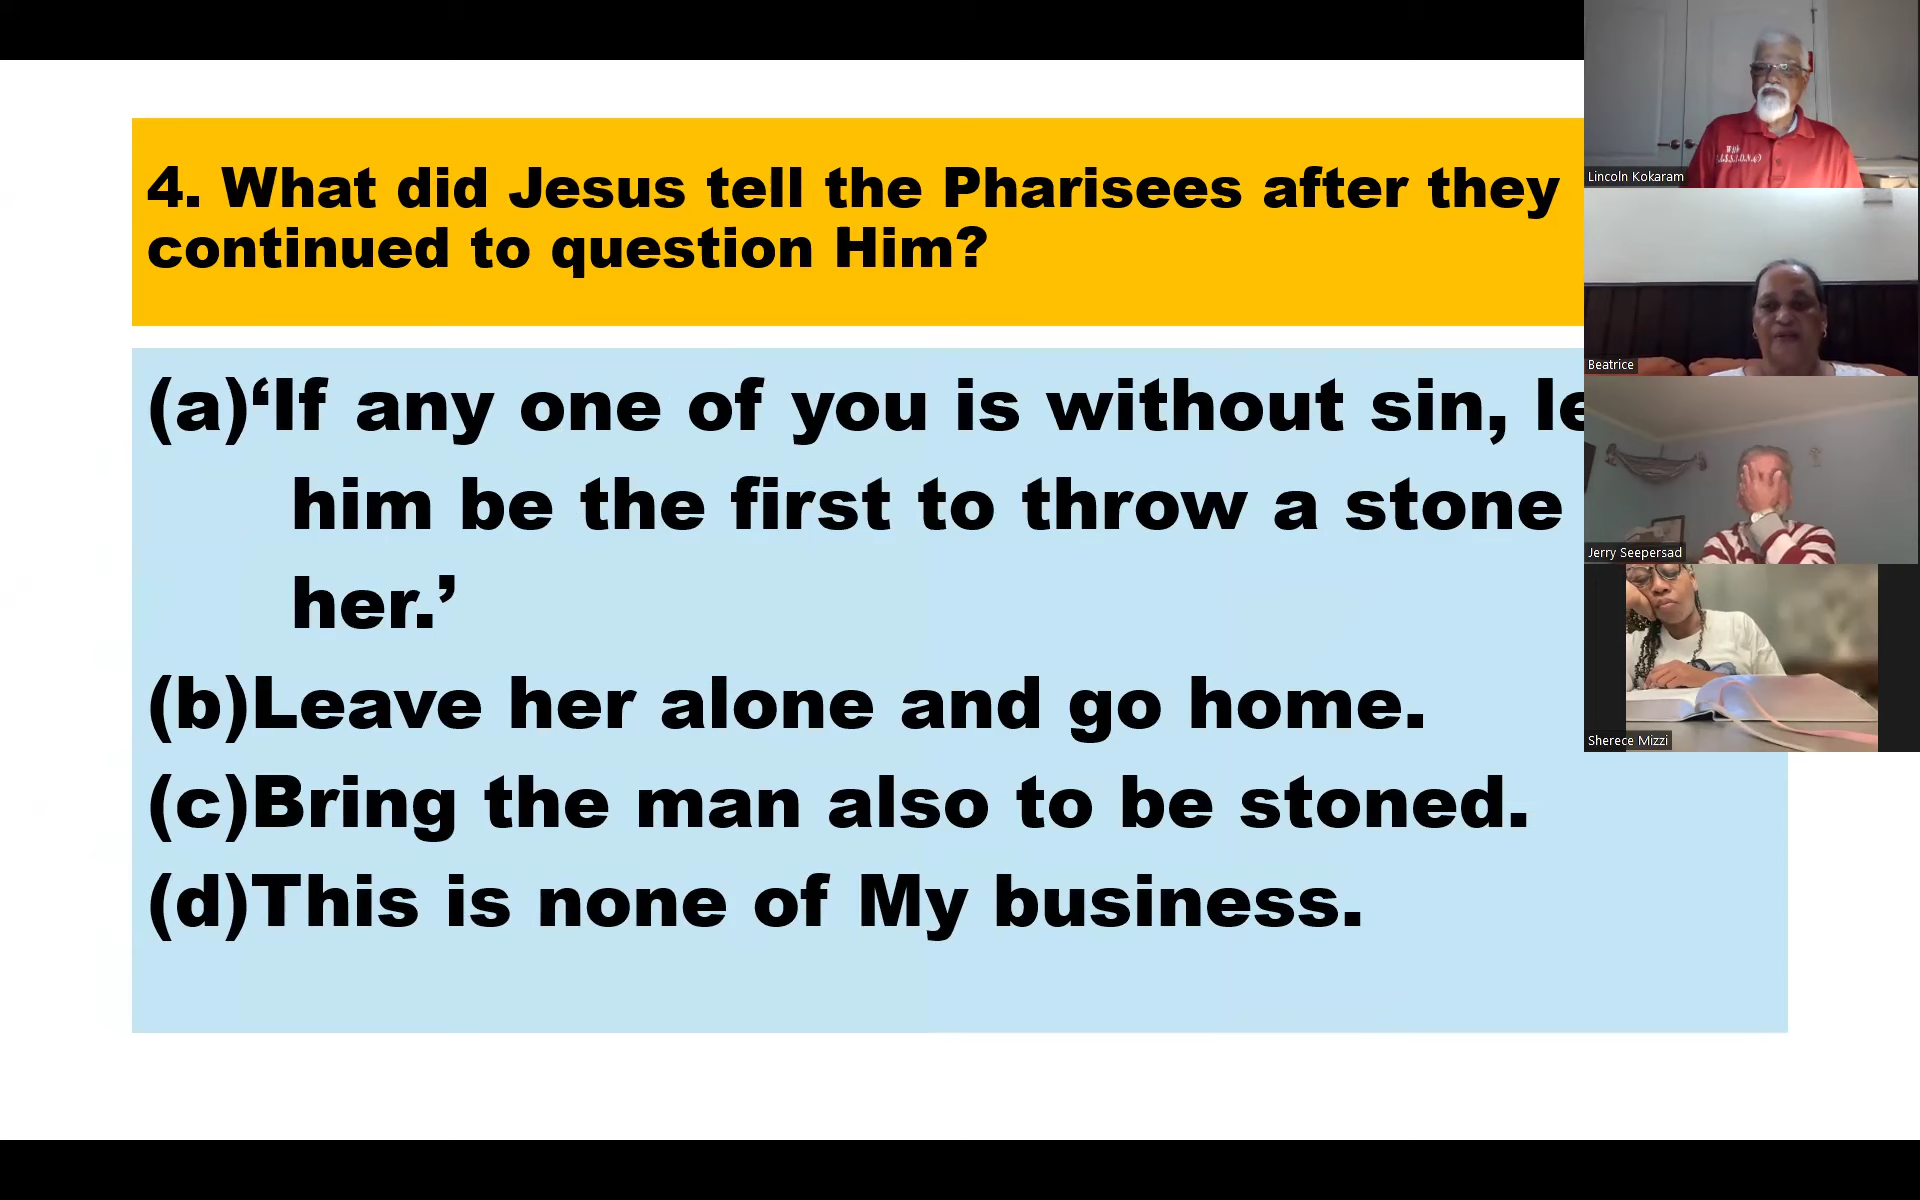 4. What did Jesus tell the Pharisees after they
continued to question Him?
(a)‘If any one of you is without sin,
him be the first to throw a stone
her.’
(b)Leave her alone and go home.
(c)Bring the man also to be stoned.
(d)This is none of My business.
Lincoln Kokaram
Beatrice
Jerry Seepersad
Sherece Mizzi